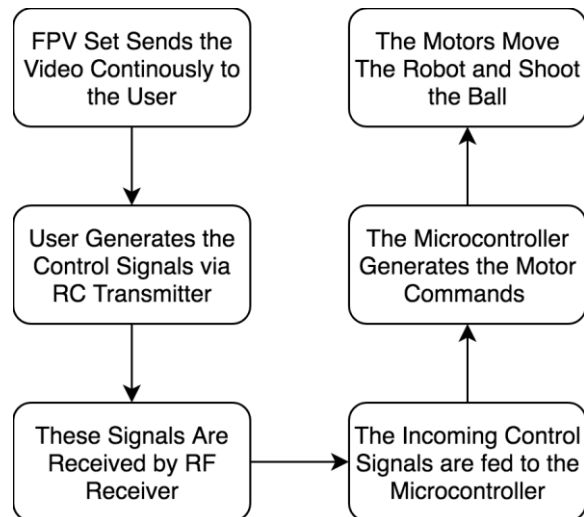 FPV Set Sends the
Video Continously to
the User
User Generates the
Control Signals via
RC Transmitter
These Signals Are
Received by RF
Receiver
The Incoming Control
Signals are fed to the
Microcontroller
The Microcontroller
Generates the Motor
Commands
The Motors Move
The Robot and Shoot
the Ball